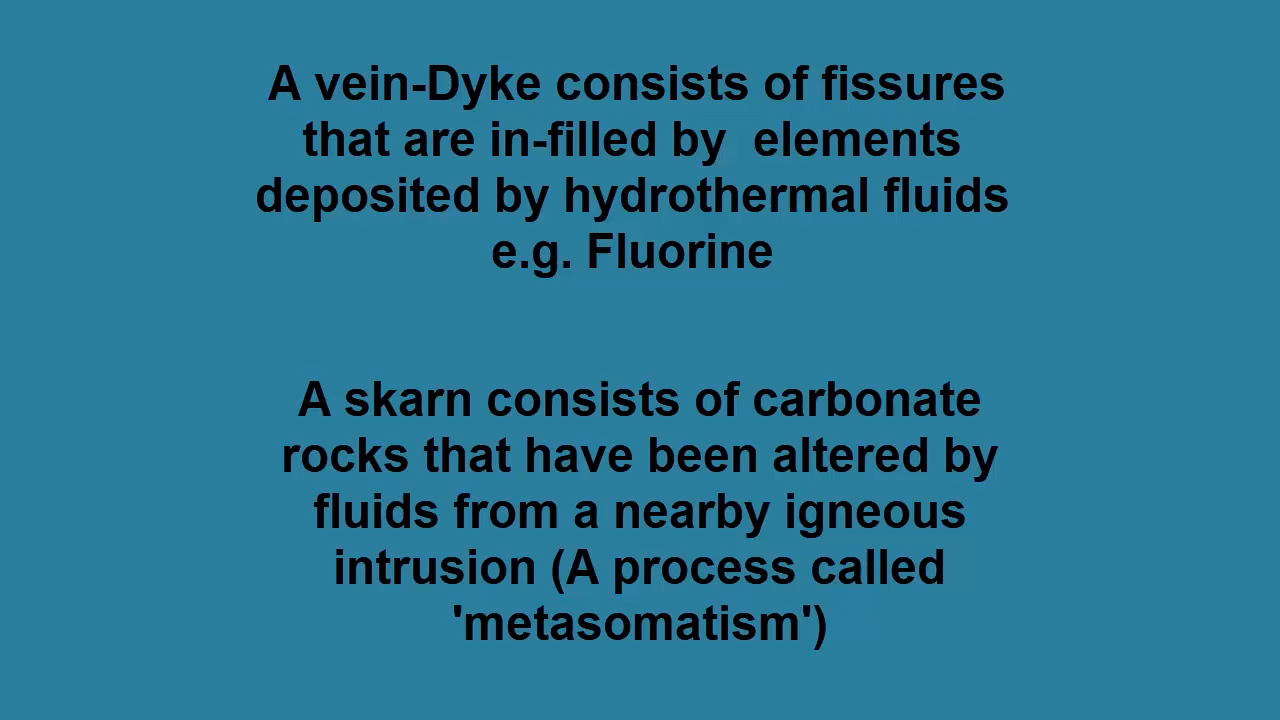 A vein-Dyke consists of fissures
that are in-filled by  elements
deposited by hydrothermal fluids
e.g. Fluorine
A skarn consists of carbonate
rocks that have been altered by
fluids from a nearby igneous
intrusion (A process called
'metasomatism')